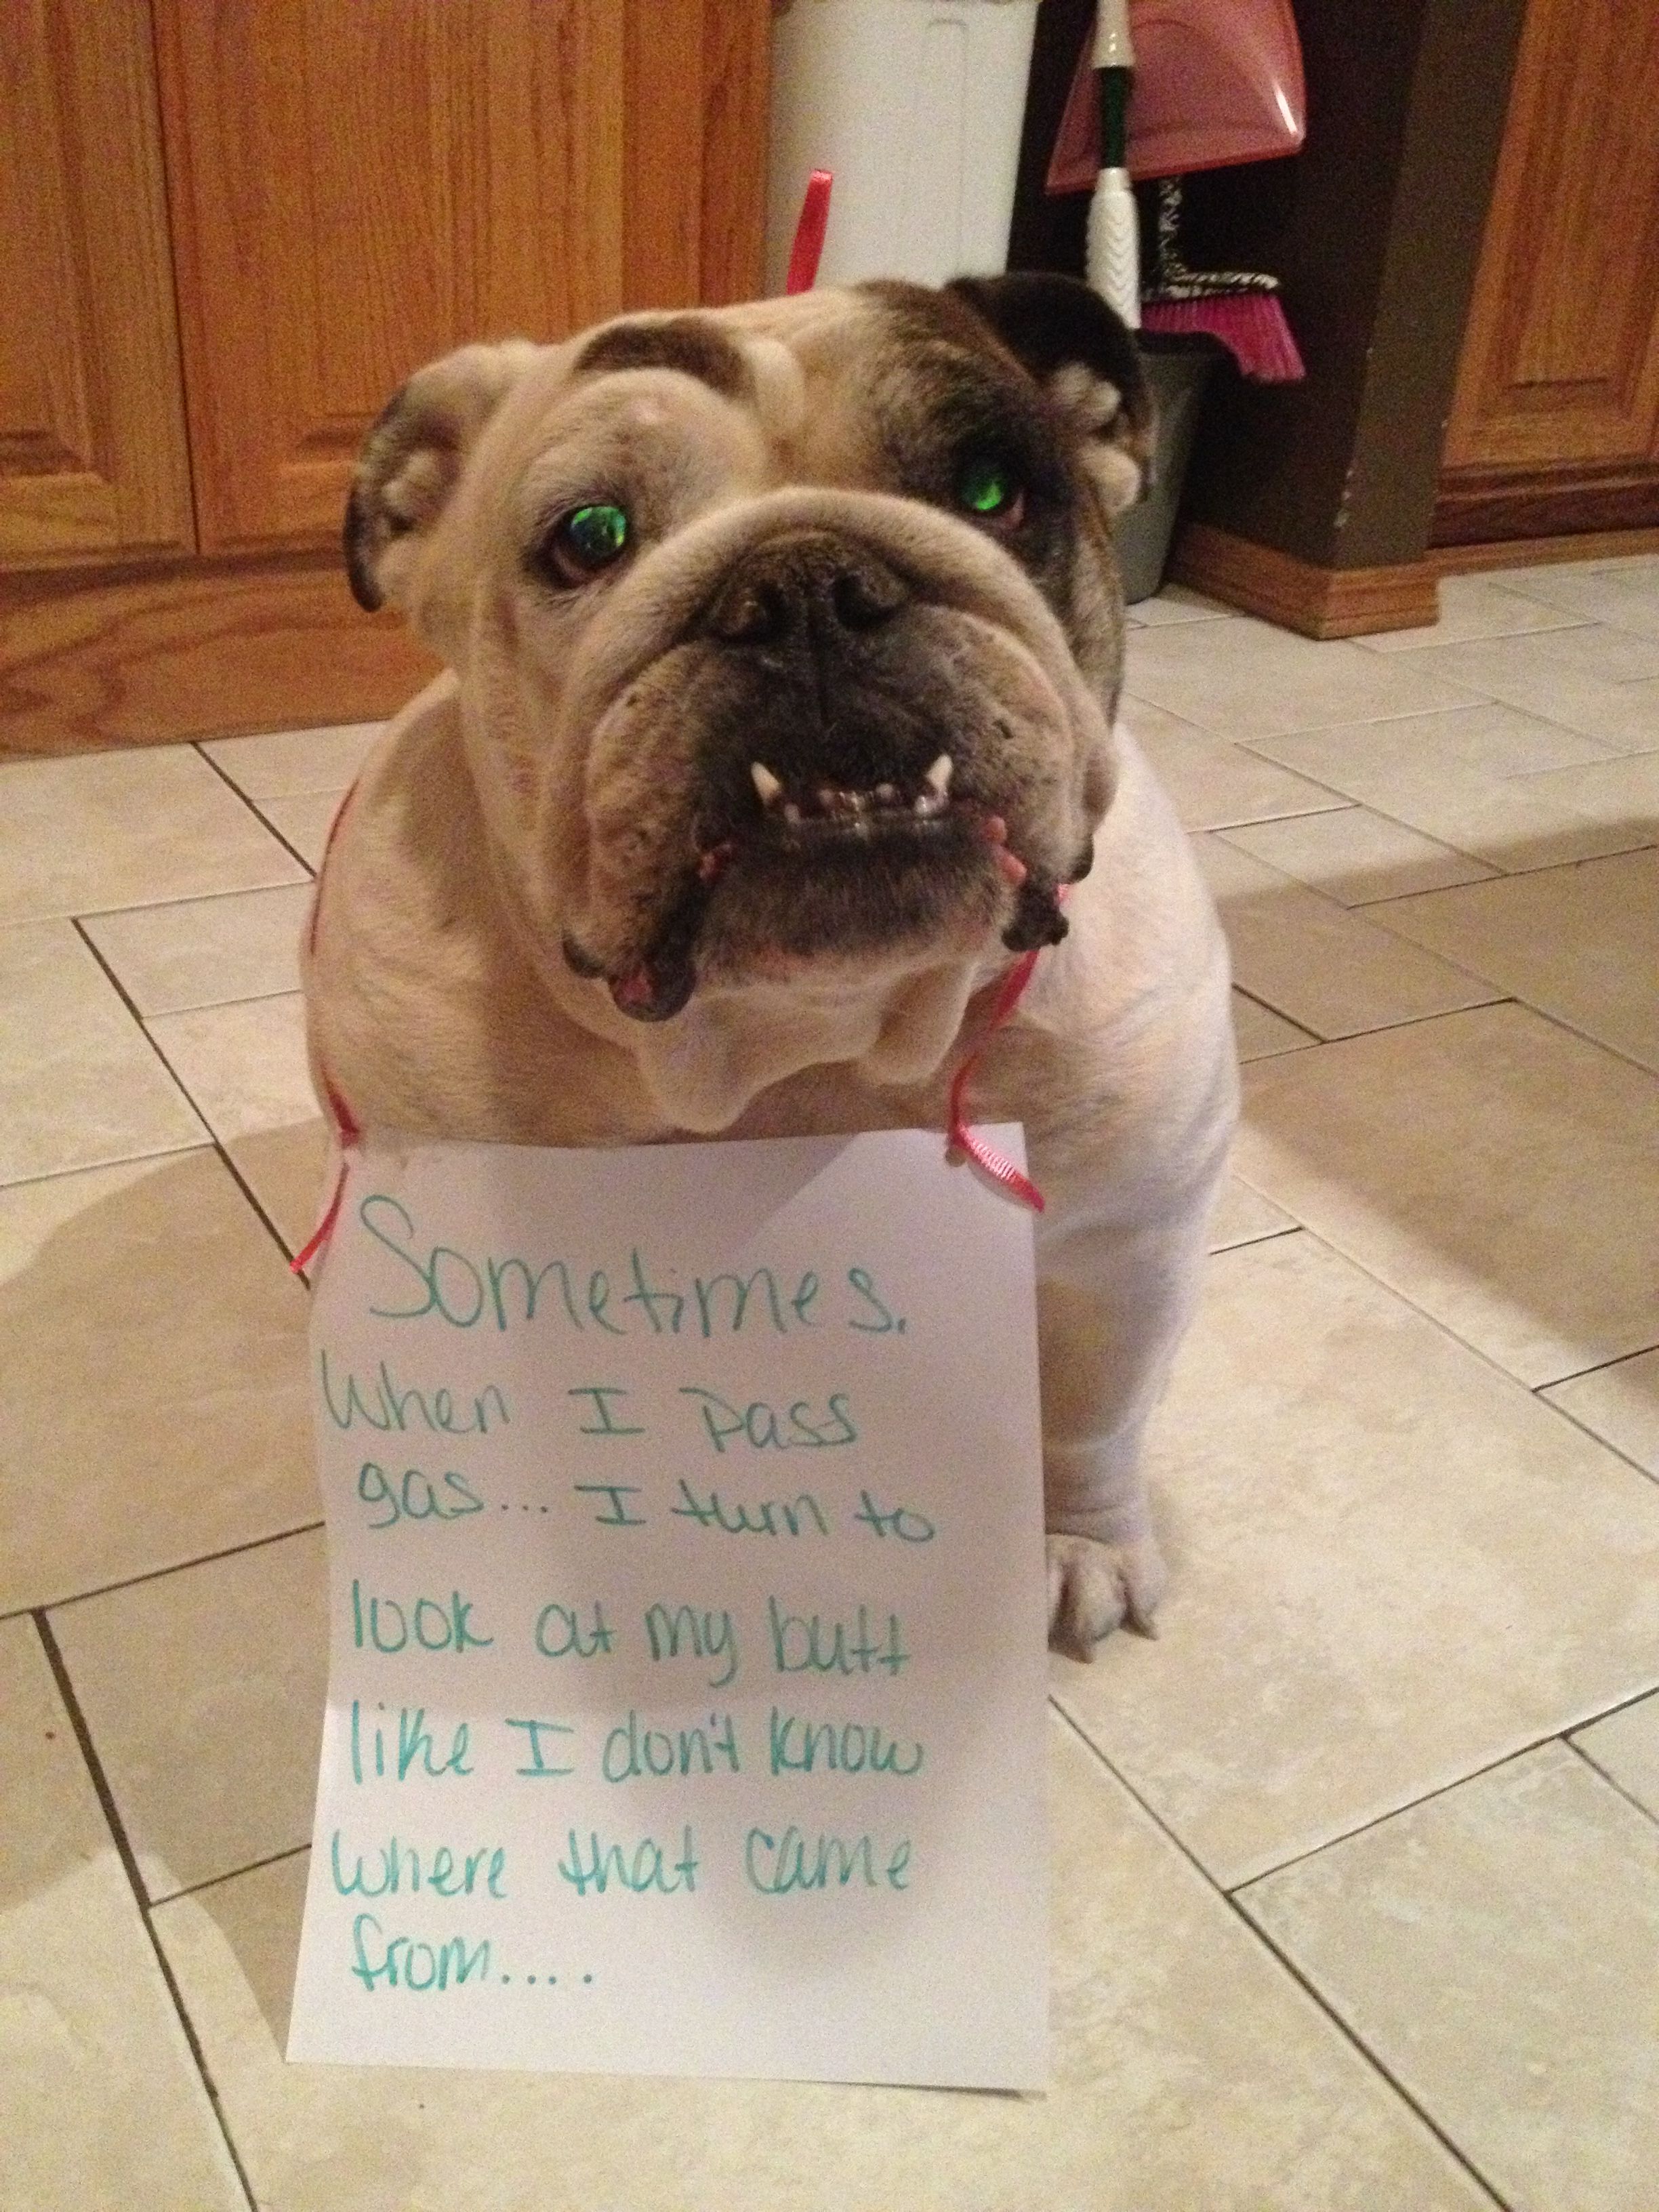 Sometimes.
When I pass
gas... I turn to
look at my butt
like I don't know
where that came
from....